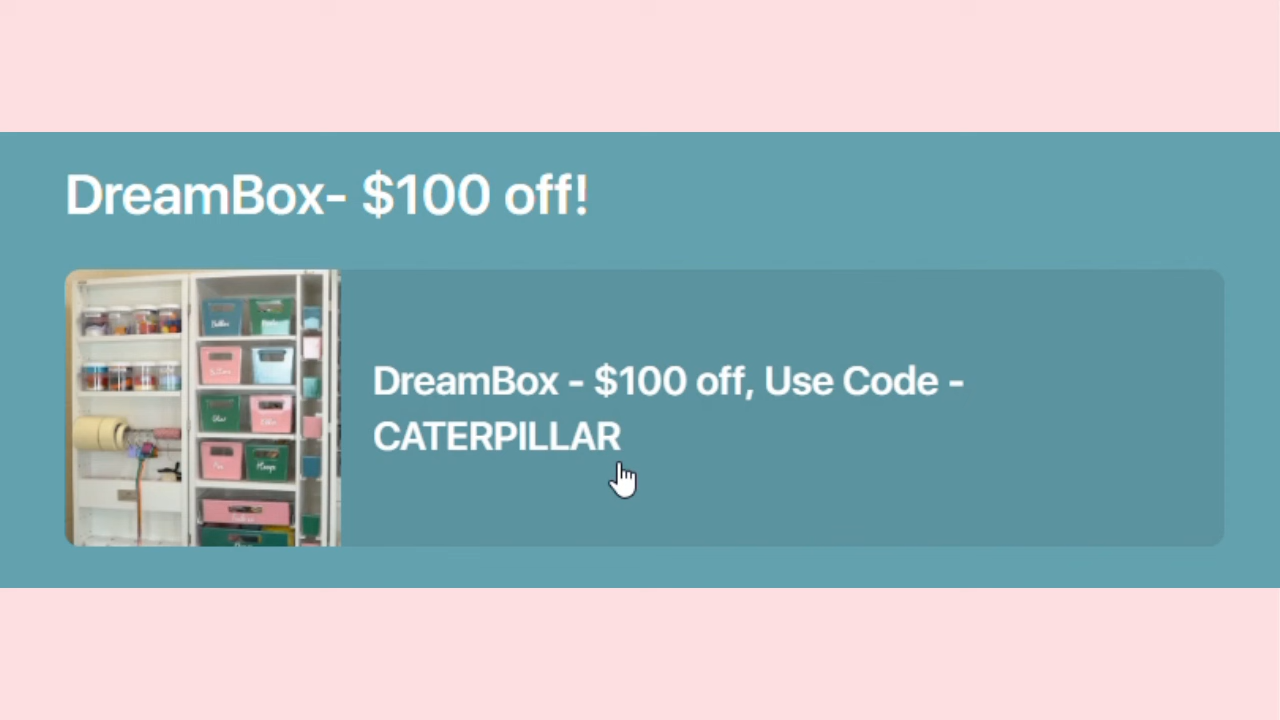 DreamBox- $100 off!
DreamBox - $100 off, Use Code -
CATERPILLAR